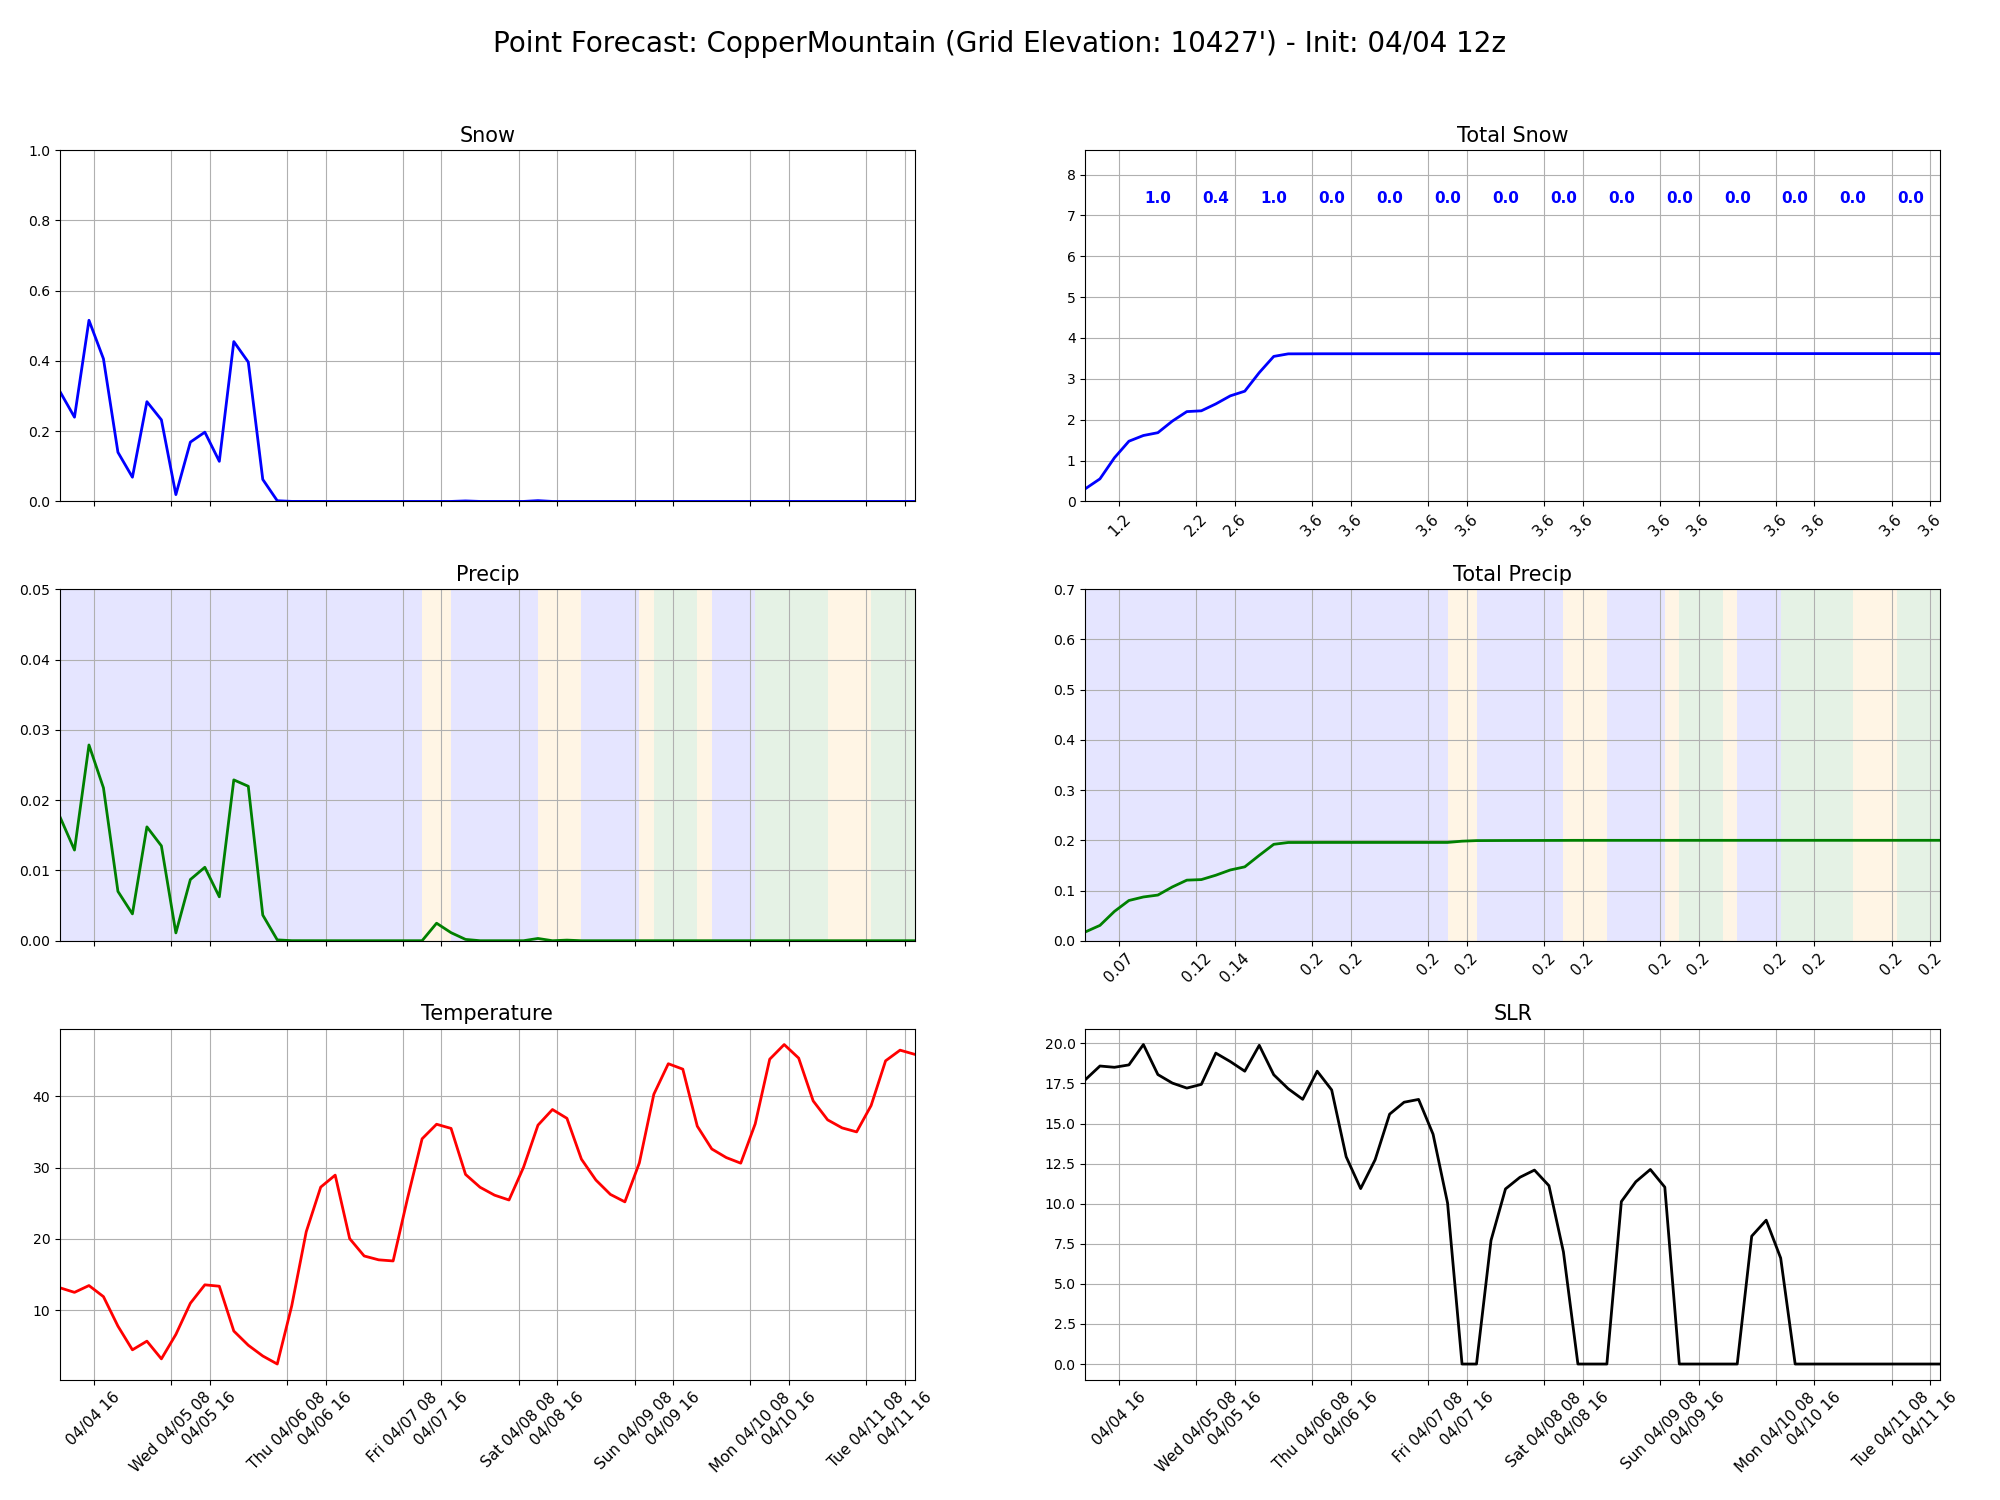 Point Forecast: CopperMountain (Grid Elevation: 10427') - Init: 04/04 12z
Snow
1.0
0.8
0.6
0.4
0.2
0.0
Total Snow
8
7
6
5
4
3
2
1
0
1.0 0.4 1.0 0.0 0.0 0.0 0.0 0.0 0.0 0.0 0.0 0.0 0.0 0.0
1.2 2.2 2.6 3.6 3.6 3.6 3.6 3.6 3.6 3.6 3.6 3.6 3.6 3.6 3.6
Precip
0.05
0.04
0.03
0.02
0.01
0.00
Total Precip
0.7
0.6
0.5
0.4
0.3
0.2
0.1
0.0
0.07 0.12 0.14 0.2 0.2 0.2 0.2 0.2 0.2 0.2 0.2 0.2 0.2 0.2 0.2
Temperature
40
30
20
10
04/04 16
Wed 04/05 08
04/05 16
Thu 04/06 08
04/06 16
Fri 04/07 08
04/07 16
Sat 04/08 08
04/08 16
Sun 04/09 08
04/09 16
Mon 04/10 08
04/10 16
Tue 04/11 08
04/11 16
SLR
20.0
17.5
15.0
12.5
10.0
7.5
5.0
2.5
0.0
04/04 16
Wed 04/05 08
04/05 16
Thu 04/06 08
04/06 16
Fri 04/07 08
04/07 16
Sat 04/08 08
04/08 16
Sun 04/09 08
04/09 16
Mon 04/10 08
04/10 16
Tue 04/11 08
04/11 16